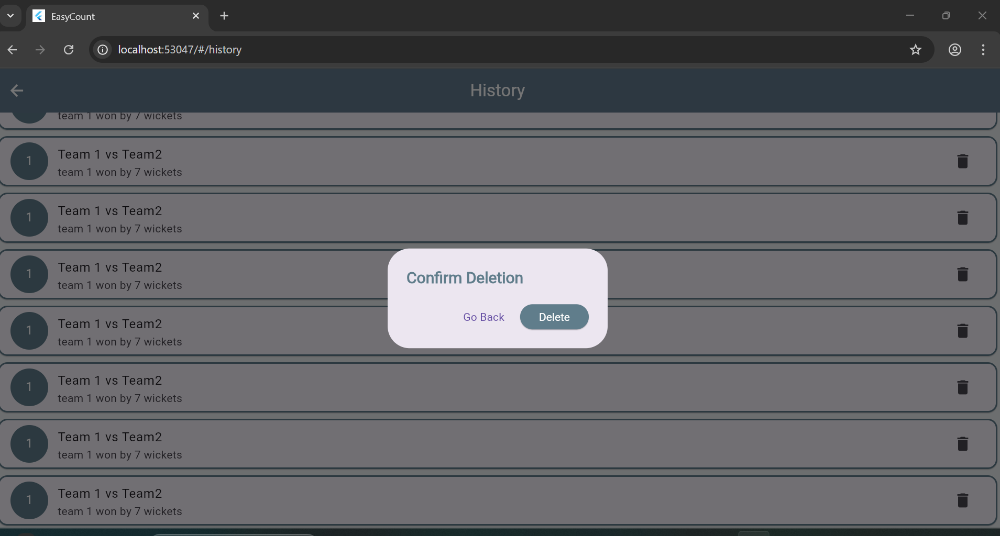 EasyCount
localhost:53047/#/history
History
team 1 won by 7 wickets
1
Team 1 vs Team2
team 1 won by 7 wickets
1
Team 1 vs Team2
team 1 won by 7 wickets
1
Team 1 vs Team2
team 1 won by 7 wickets
Confirm Deletion
Go Back Delete
1
Team 1 vs Team2
team 1 won by 7 wickets
1
Team 1 vs Team2
team 1 won by 7 wickets
1
Team 1 vs Team2
team 1 won by 7 wickets
1
Team 1 vs Team2
team 1 won by 7 wickets